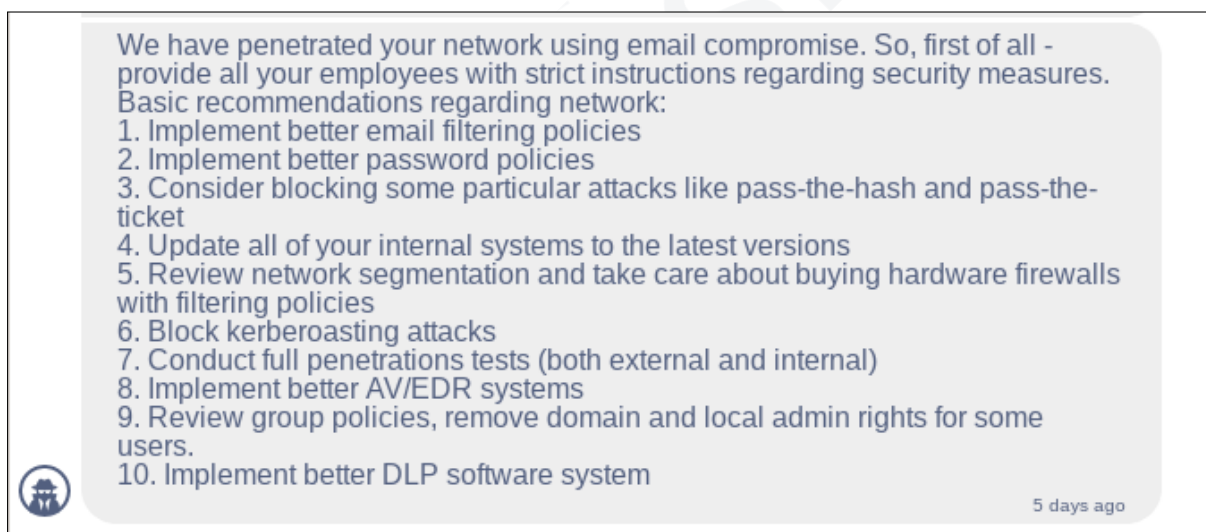 We have penetrated your network using email compromise. So, first of all -
provide all your employees with strict instructions regarding security measures.
Basic recommendations regarding network:
1. Implement better email filtering policies
2. Implement better password policies
3. Consider blocking some particular attacks like pass-the-hash and pass-the-
ticket
4. Update all of your internal systems to the latest versions
5. Review network segmentation and take care about buying hardware firewalls
with filtering policies
6. Block kerberoasting attacks
7. Conduct full penetrations tests (both external and internal)
8. Implement better AV/EDR systems
9. Review group policies, remove domain and local admin rights for some
users.
10. Implement better DLP software system
5 days ago